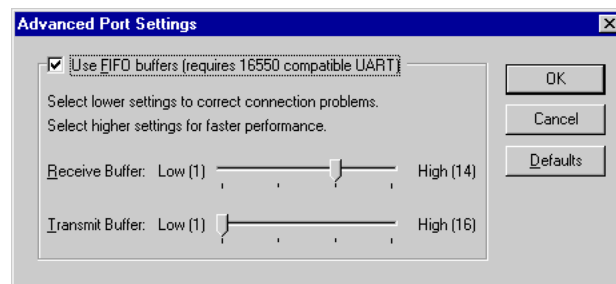 Advanced Port Settings
Use FIFO buffers (requires 16550 compatible UART)
Select lower settings to correct connection problems.
Select higher settings for faster performance.
Receive Buffer: Low (1) High (14)
Transmit Buffer: Low (1) High (16)
OK
Cancel
Defaults